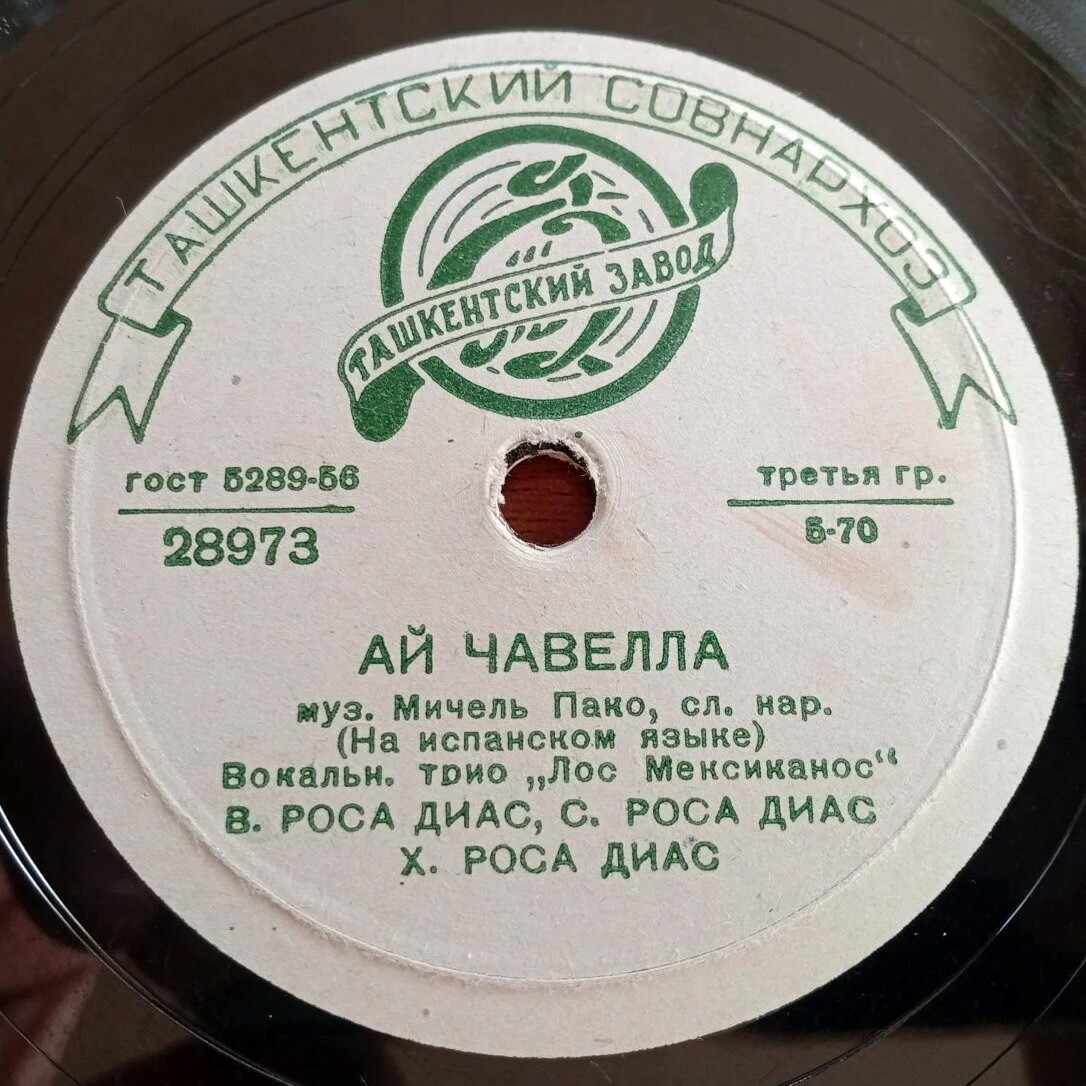 ТАШКЕНТСКИЙ СОВНАРХОЗ
ТАШКЕНТСКИЙ ЗАВОД
гост 5289-56
28973
третья гр.
5-70
АЙ ЧАВЕЛЛА
муз. Мичель Пако, сл. нар.
(На испанском языке)
Вокальн. трио „Лос Мексиканос“
В. РОСА ДИАС, С. РОСА ДИАС
Х. РОСА ДИАС